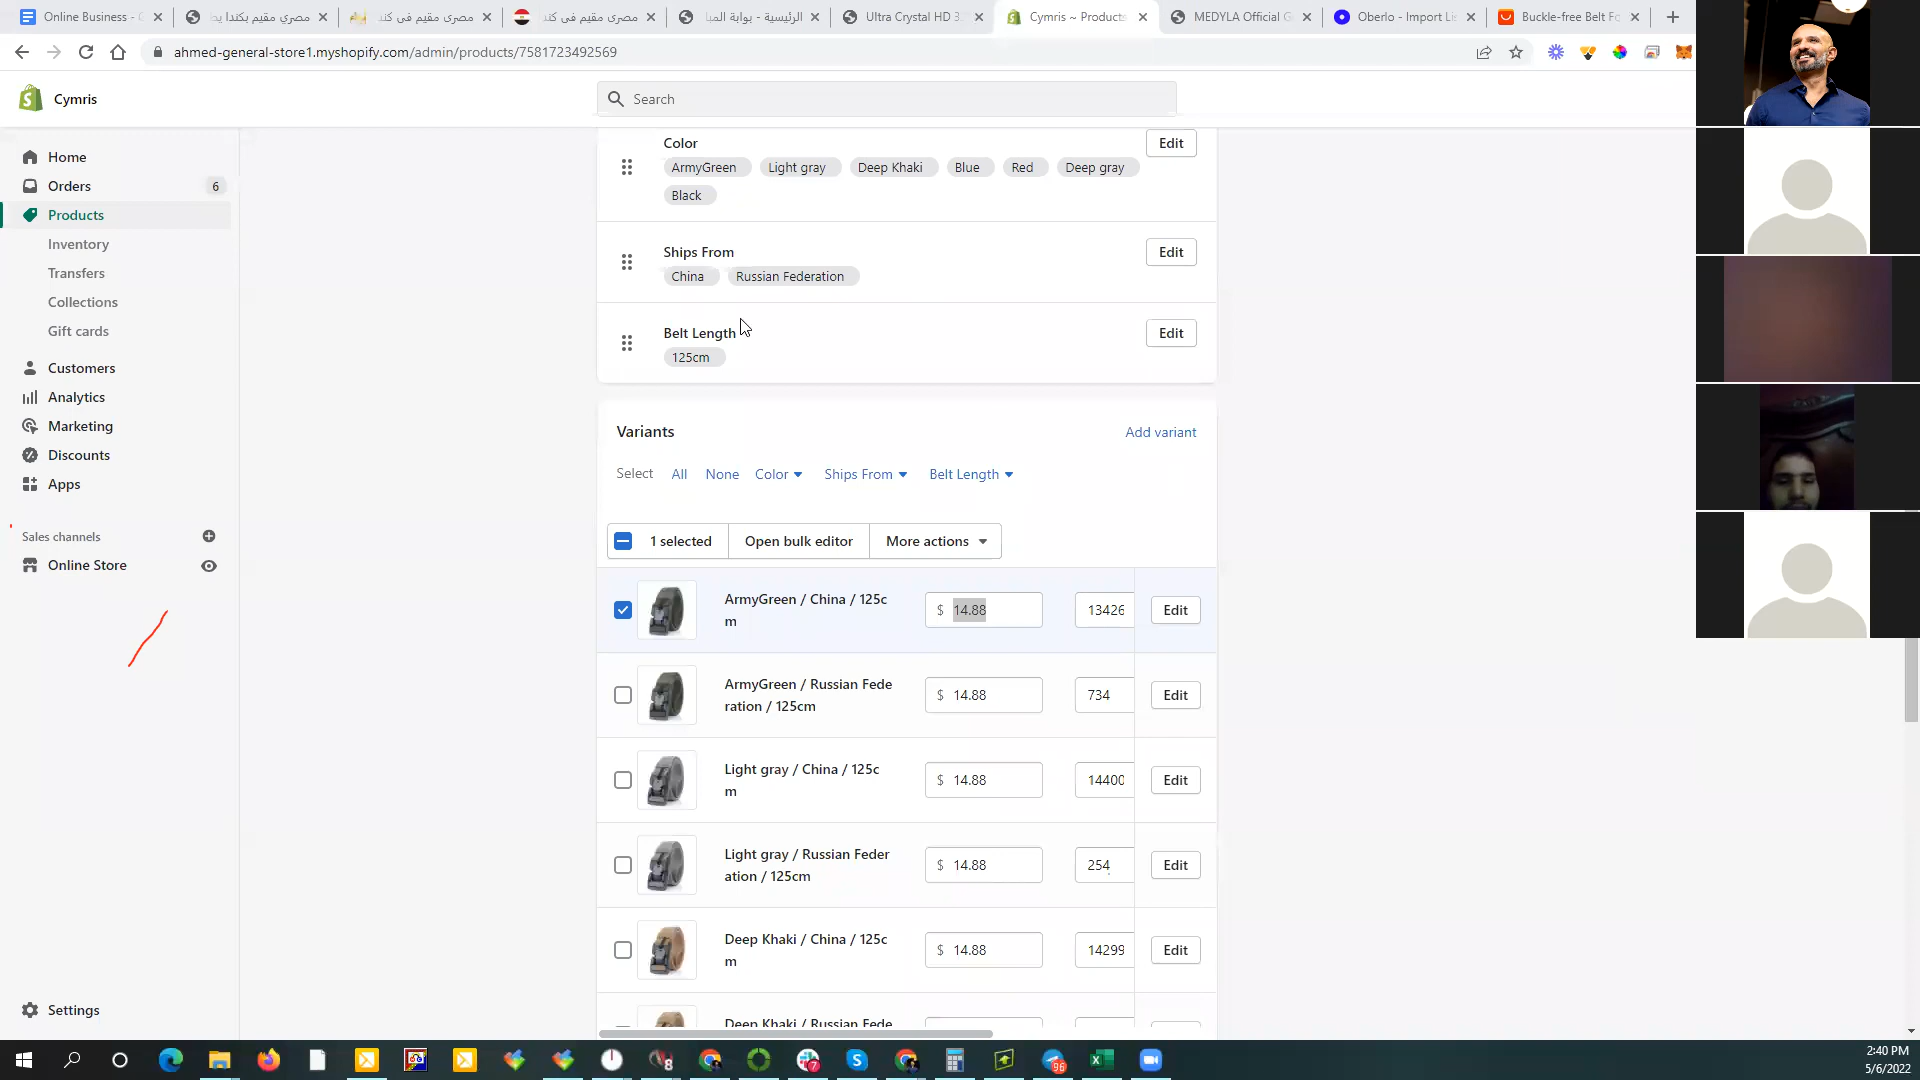 Online Business - G
مصري مقيم بكندا يط
مصرى مقيم فى كند
مصرى مقيم فى كند
الرئيسية - بوابة المبا
Ultra Crystal HD 3
Cymris ~ Products
MEDYLA Official G
Oberlo - Import Lis
Buckle-free Belt Fo
ahmed-general-store1.myshopify.com/admin/products/7581723492569
Cymris
Search
Home
Orders 6
Products
Inventory
Transfers
Collections
Gift cards
Customers
Analytics
Marketing
Discounts
Apps
Sales channels
Online Store
Settings
Color Edit
ArmyGreen Light gray Deep Khaki Blue Red Deep gray
Black
Ships From Edit
China Russian Federation
Belt Length Edit
125cm
Variants Add variant
Select All None Color Ships From Belt Length
1 selected Open bulk editor More actions
ArmyGreen / China / 125c
m
$ 14.88 13426 Edit
ArmyGreen / Russian Fede
ration / 125cm
$ 14.88 734 Edit
Light gray / China / 125c
m
$ 14.88 14400 Edit
Light gray / Russian Feder
ation / 125cm
$ 14.88 254 Edit
Deep Khaki / China / 125c
m
$ 14.88 14299 Edit
Deep Khaki / Russian Fede
96
2:40 PM
5/6/2022